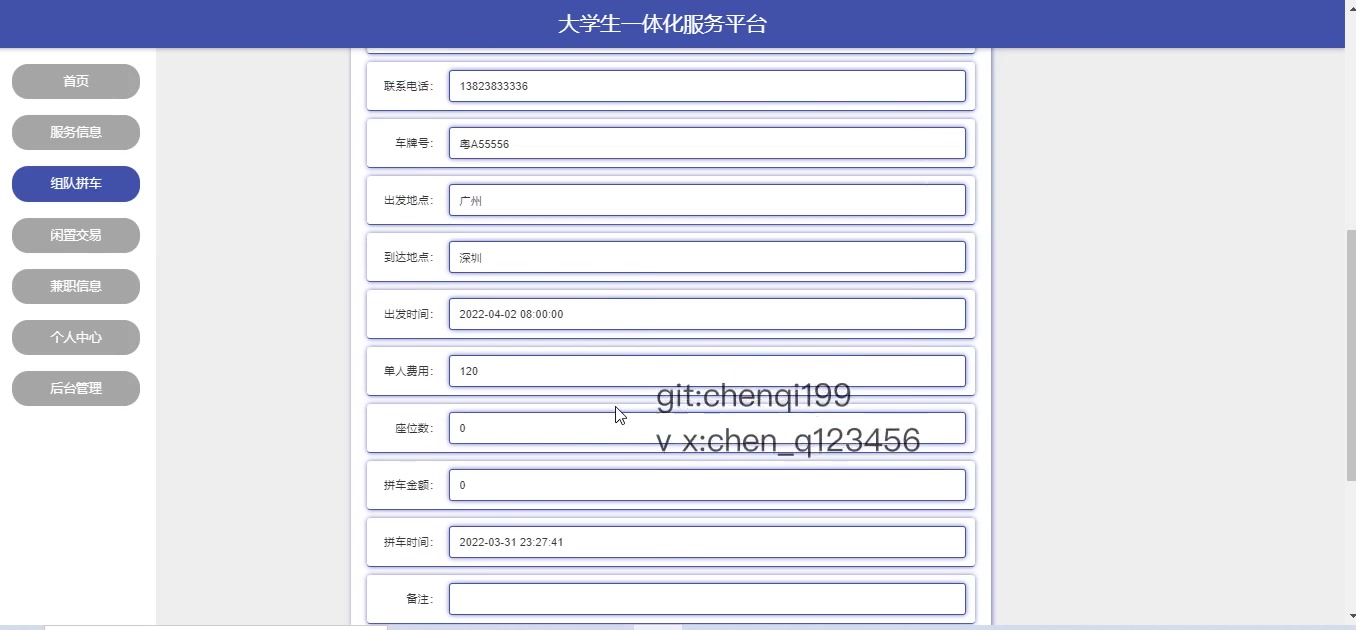 大学生一体化服务平台
首页
服务信息
组队拼车
闲置交易
兼职信息
个人中心
后台管理
联系电话： 13823833336
车牌号： 粤A55556
出发地点： 广州
到达地点： 深圳
出发时间： 2022-04-02 08:00:00
单人费用： 120
git:chenqi199
座位数： 0
v x:chen_q123456
拼车金额： 0
拼车时间： 2022-03-31 23:27:41
备注：